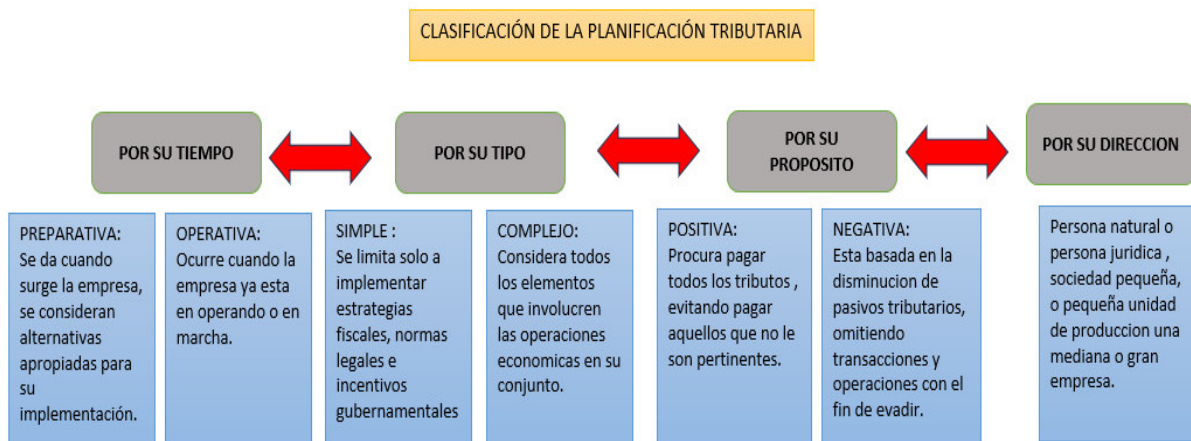 CLASIFICACIÓN DE LA PLANIFICACIÓN TRIBUTARIA
POR SU TIEMPO
POR SU TIPO
POR SU
PROPOSITO
POR SU DIRECCION
PREPARATIVA:
Se da cuando
surge la empresa,
se consideran
alternativas
apropiadas para
su
implementación.
OPERATIVA:
Ocurre cuando la
empresa ya esta
en operando o en
marcha.
SIMPLE :
Se limita solo a
implementar
estrategias
fiscales, normas
legales e
incentivos
gubernamentales
COMPLEJO:
Considera todos
los elementos
que involucren
las operaciones
economicas en su
conjunto.
POSITIVA:
Procura pagar
todos los tributos ,
evitando pagar
aquellos que no le
son pertinentes.
NEGATIVA:
Esta basada en la
disminucion de
pasivos tributarios,
omitiendo
transacciones y
operaciones con el
fin de evadir.
Persona natural o
persona juridica ,
sociedad pequeña,
o pequeña unidad
de produccion una
mediana o gran
empresa.